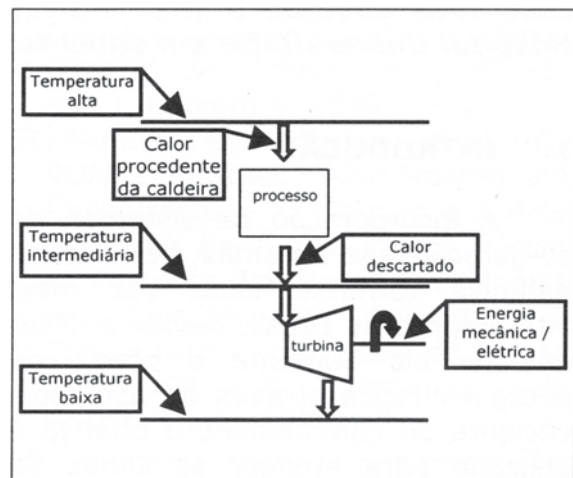 Temperatura
alta
Calor
procedente
da caldeira
processo
Temperatura
intermediária
Calor
descartado
turbina
Energia
mecânica /
elétrica
Temperatura
baixa